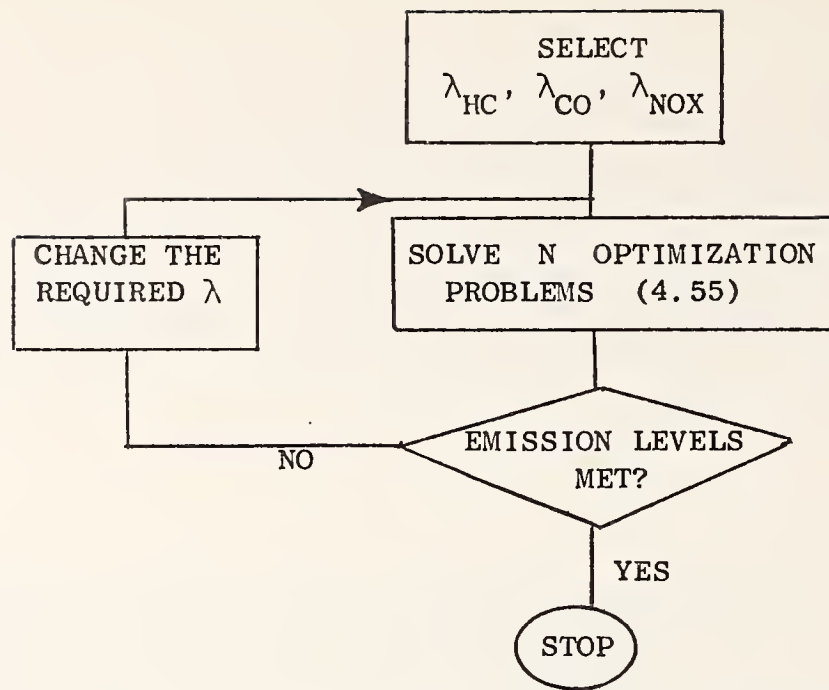 SELECT
λHC, λCO, λNOX
CHANGE THE
REQUIRED λ
SOLVE N OPTIMIZATION
PROBLEMS (4.55)
EMISSION LEVELS
MET?
NO
YES
STOP